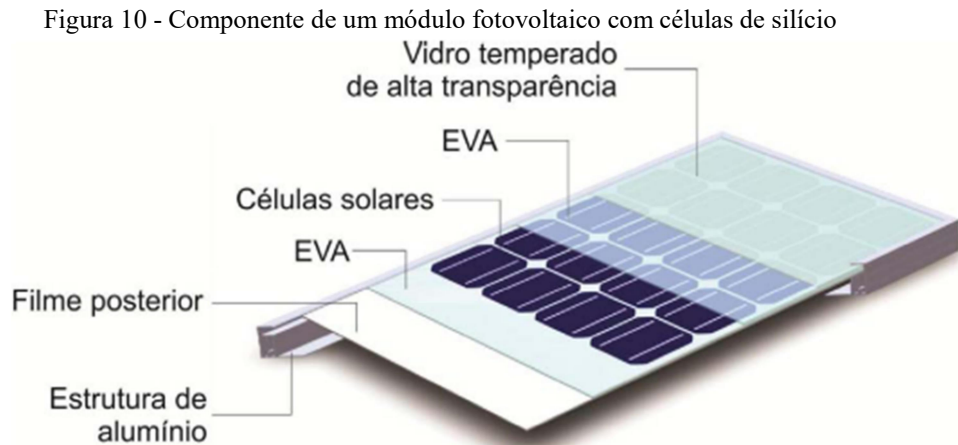 Figura 10 - Componente de um módulo fotovoltaico com células de silício
Vidro temperado
de alta transparência
EVA
Células solares
EVA
Filme posterior
Estrutura de
alumínio